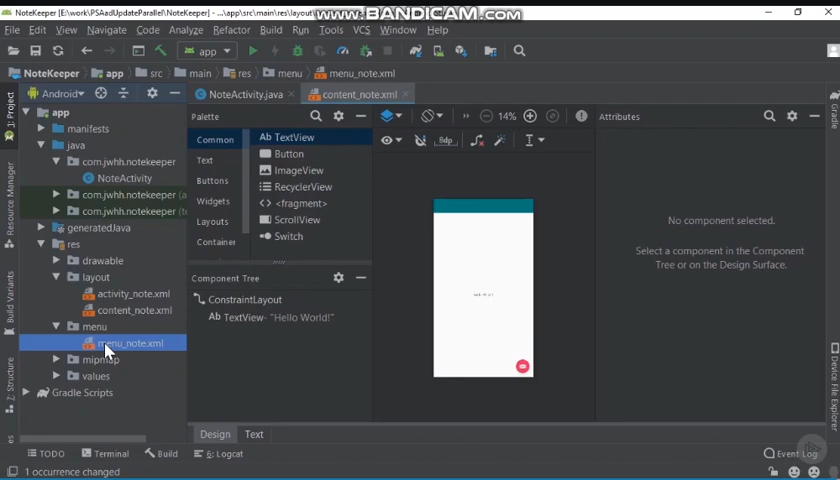 NoteKeeper [E:\work\PSAadUpdateParallel\NoteKeeper] - ...\app\src\main\res\layout\
www.BANDICAM.com
File Edit View Navigate Code Analyze Refactor Build Run Tools VCS Window Help
app
NoteKeeper app src main res menu menu_note.xml
Android
NoteActivity.java
content_note.xml
1: Project
Resource Manager
Build Variants
7: Structure
app
manifests
java
com.jwhh.notekeeper
NoteActivity
com.jwhh.notekeeper (a
com.jwhh.notekeeper (t
generatedJava
res
drawable
layout
activity_note.xml
content_note.xml
menu
menu_note.xml
mipmap
values
Gradle Scripts
Palette
Common
Text
Buttons
Widgets
Layouts
Container
Ab TextView
Button
ImageView
RecyclerView
<fragment>
ScrollView
Switch
Component Tree
ConstraintLayout
Ab TextView- "Hello World!"
14%
8dp
Attributes
No component selected.
Select a component in the Component
Tree or on the Design Surface.
Gradle
Device File Explorer
Design Text
TODO Terminal Build 6: Logcat
Event Log
1 occurrence changed